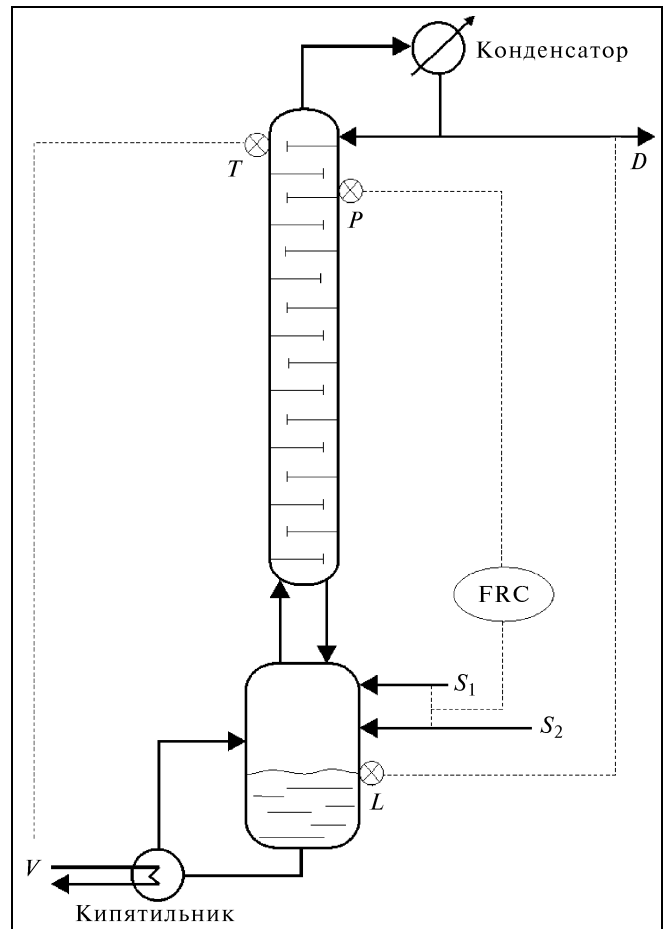 Конденсатор
T
D
P
FRC
S₁
S₂
L
V
Кипятильник